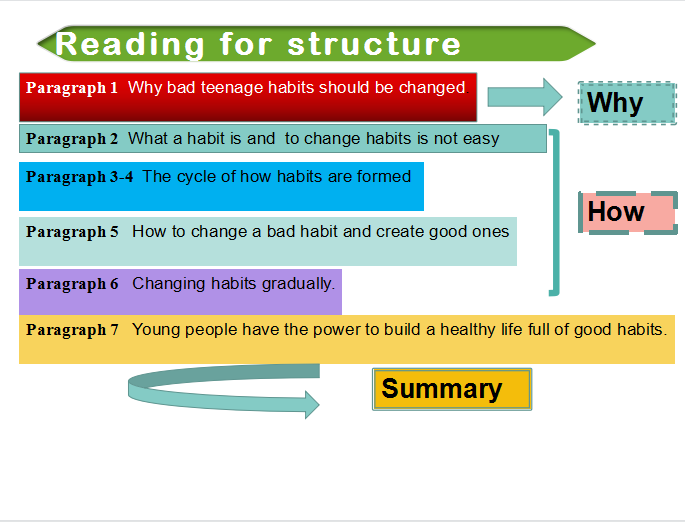 Reading for structure
Paragraph 1 Why bad teenage habits should be changed
Why
Paragraph 2 What a habit is and to change habits is not easy
Paragraph 3-4 The cycle of how habits are formed
How
Paragraph 5 How to change a bad habit and create good ones
Paragraph 6 Changing habits gradually.
Paragraph 7 Young people have the power to build a healthy life full of good habits.
Summary